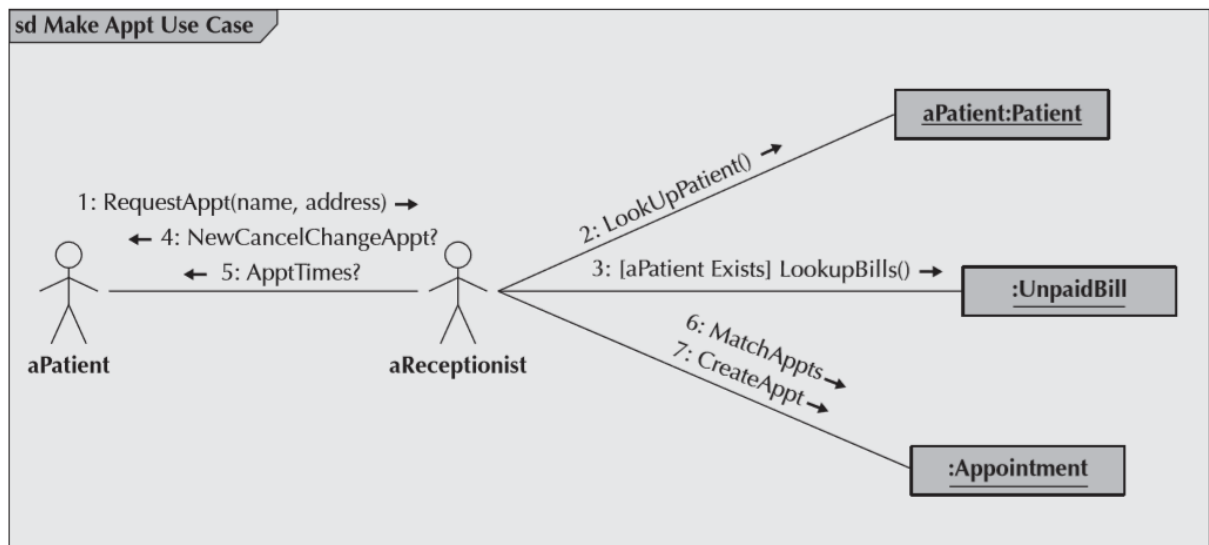 sd Make Appt Use Case
aPatient:Patient
1: RequestAppt(name, address) →
2: LookUpPatient() →
← 4: NewCancelChangeAppt?
← 5: ApptTimes?
3: [aPatient Exists] LookupBills() →
:UnpaidBill
6: MatchAppts →
7: CreateAppt →
aPatient
aReceptionist
:Appointment